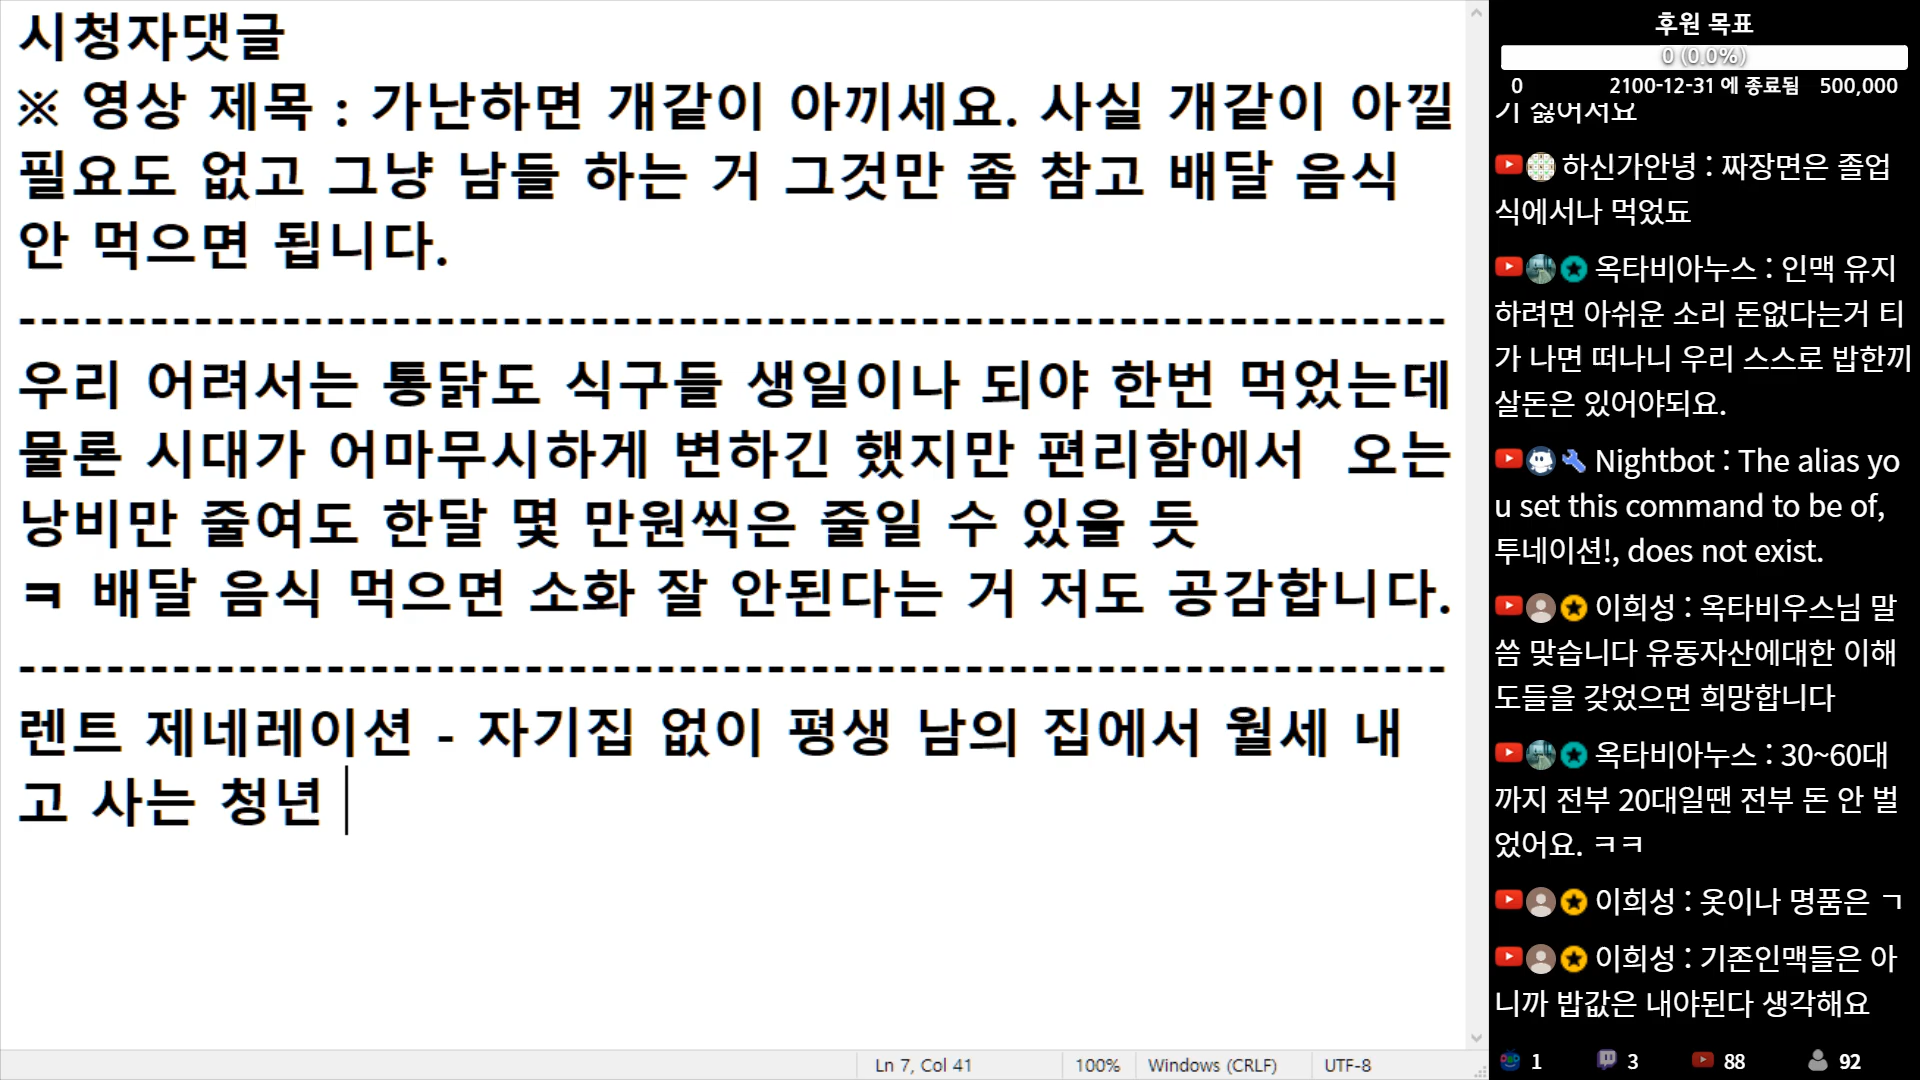 시청자댓글
※ 영상 제목 : 가난하면 개같이 아끼세요. 사실 개같이 아낄
필요도 없고 그냥 남들 하는 거 그것만 좀 참고 배달 음식
안 먹으면 됩니다.
------------------------------------------------------------
우리 어려서는 통닭도 식구들 생일이나 되야 한번 먹었는데
물론 시대가 어마무시하게 변하긴 했지만 편리함에서  오는
낭비만 줄여도 한달 몇 만원씩은 줄일 수 있을 듯
ㅋ 배달 음식 먹으면 소화 잘 안된다는 거 저도 공감합니다.
------------------------------------------------------------
렌트 제네레이션 - 자기집 없이 평생 남의 집에서 월세 내
고 사는 청년
Ln 7, Col 41
100%
Windows (CRLF)
UTF-8
후원 목표
0 (0.0%)
0 2100-12-31 에 종료됨 500,000
기 싫어서요
하신가안녕 : 짜장면은 졸업
식에서나 먹었됴
옥타비아누스 : 인맥 유지
하려면 아쉬운 소리 돈없다는거 티
가 나면 떠나니 우리 스스로 밥한끼
살돈은 있어야되요.
Nightbot : The alias yo
u set this command to be of,
투네이션!, does not exist.
이희성 : 옥타비우스님 말
씀 맞습니다 유동자산에대한 이해
도들을 갖었으면 희망합니다
옥타비아누스 : 30~60대
까지 전부 20대일땐 전부 돈 안 벌
었어요. ㅋㅋ
이희성 : 옷이나 명품은 ㄱ
이희성 : 기존인맥들은 아
니까 밥값은 내야된다 생각해요
1 3 88 92